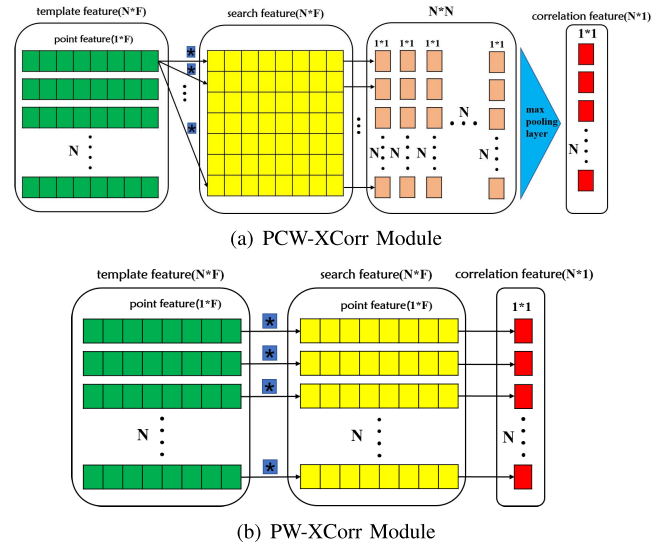 template feature(N*F)
search feature(N*F)
N*N
correlation feature(N*1)
point feature(1*F)
1*1 1*1 1*1 1*1
1*1
* * *
N
N
max pooling layer
N N N N
N
(a) PCW-XCorr Module
template feature(N*F)
search feature(N*F)
correlation feature(N*1)
point feature(1*F)
point feature(1*F)
1*1
*
*
*
N
N
N
*
(b) PW-XCorr Module